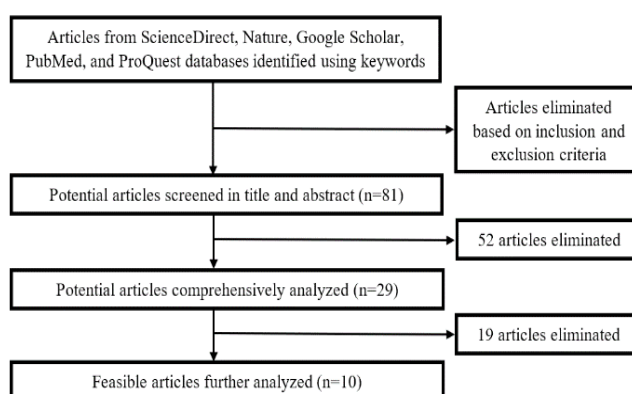 Articles from ScienceDirect, Nature, Google Scholar,
PubMed, and ProQuest databases identified using keywords
Articles eliminated
based on inclusion and
exclusion criteria
Potential articles screened in title and abstract (n=81)
52 articles eliminated
Potential articles comprehensively analyzed (n=29)
19 articles eliminated
Feasible articles further analyzed (n=10)